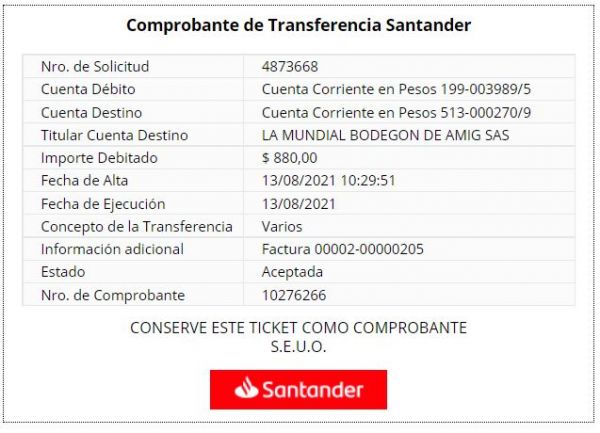 Comprobante de Transferencia Santander
Nro. de Solicitud 4873668
Cuenta Débito Cuenta Corriente en Pesos 199-003989/5
Cuenta Destino Cuenta Corriente en Pesos 513-000270/9
Titular Cuenta Destino LA MUNDIAL BODEGON DE AMIG SAS
Importe Debitado $ 880,00
Fecha de Alta 13/08/2021 10:29:51
Fecha de Ejecución 13/08/2021
Concepto de la Transferencia Varios
Información adicional Factura 00002-00000205
Estado Aceptada
Nro. de Comprobante 10276266
CONSERVE ESTE TICKET COMO COMPROBANTE
S.E.U.O.
Santander